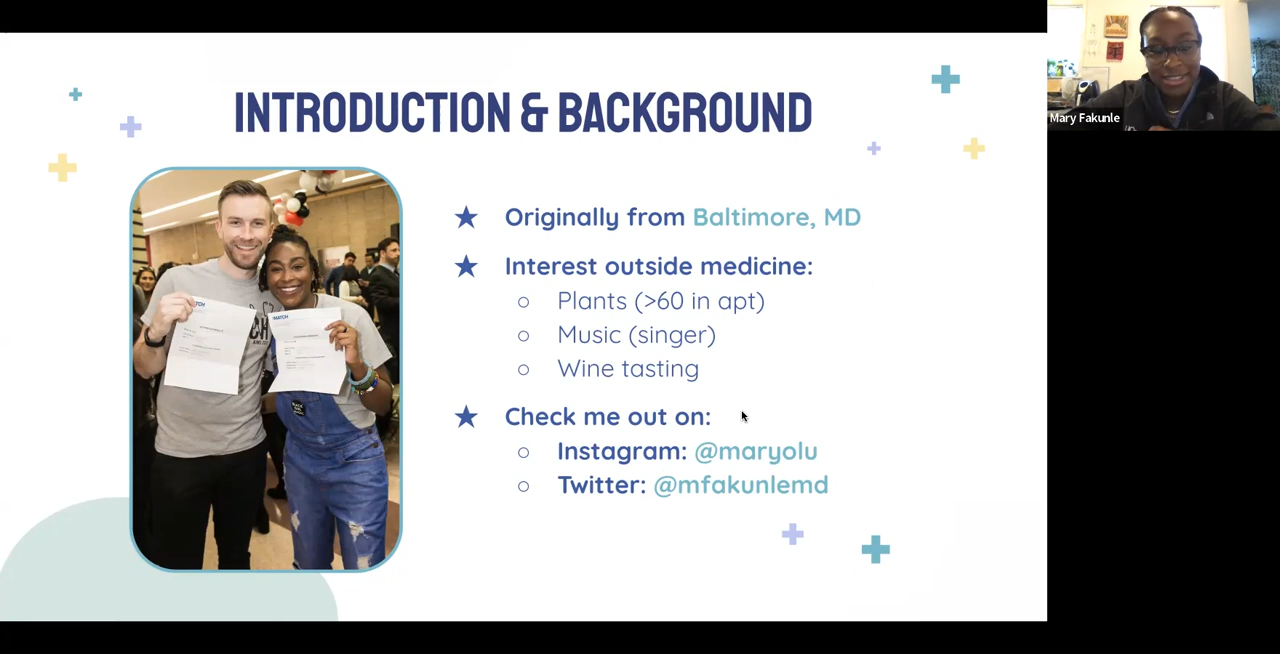 INTRODUCTION & BACKGROUND
Mary Fakunle
★ Originally from Baltimore, MD
★ Interest outside medicine:
○ Plants (>60 in apt)
○ Music (singer)
○ Wine tasting
★ Check me out on:
○ Instagram: @maryolu
○ Twitter: @mfakunlemd
MATCH